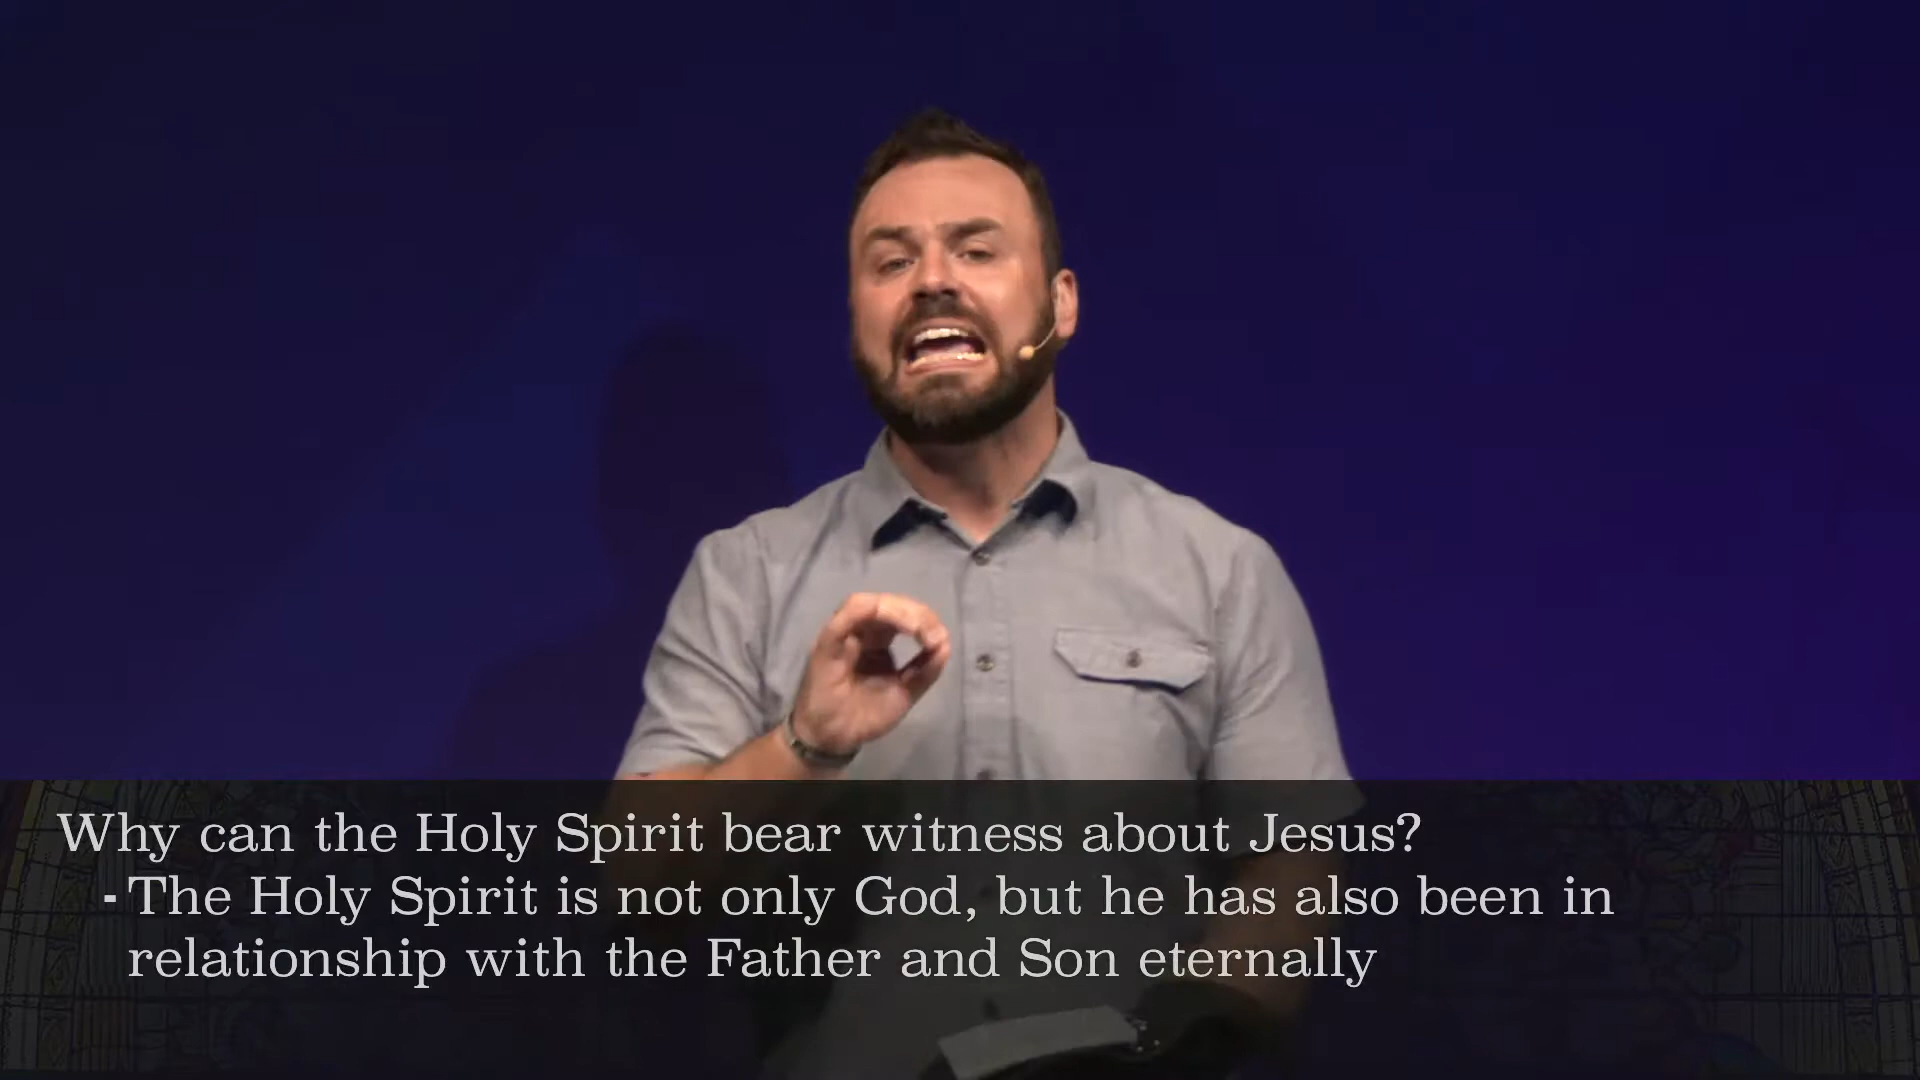 Why can the Holy Spirit bear witness about Jesus?
- The Holy Spirit is not only God, but he has also been in
relationship with the Father and Son eternally